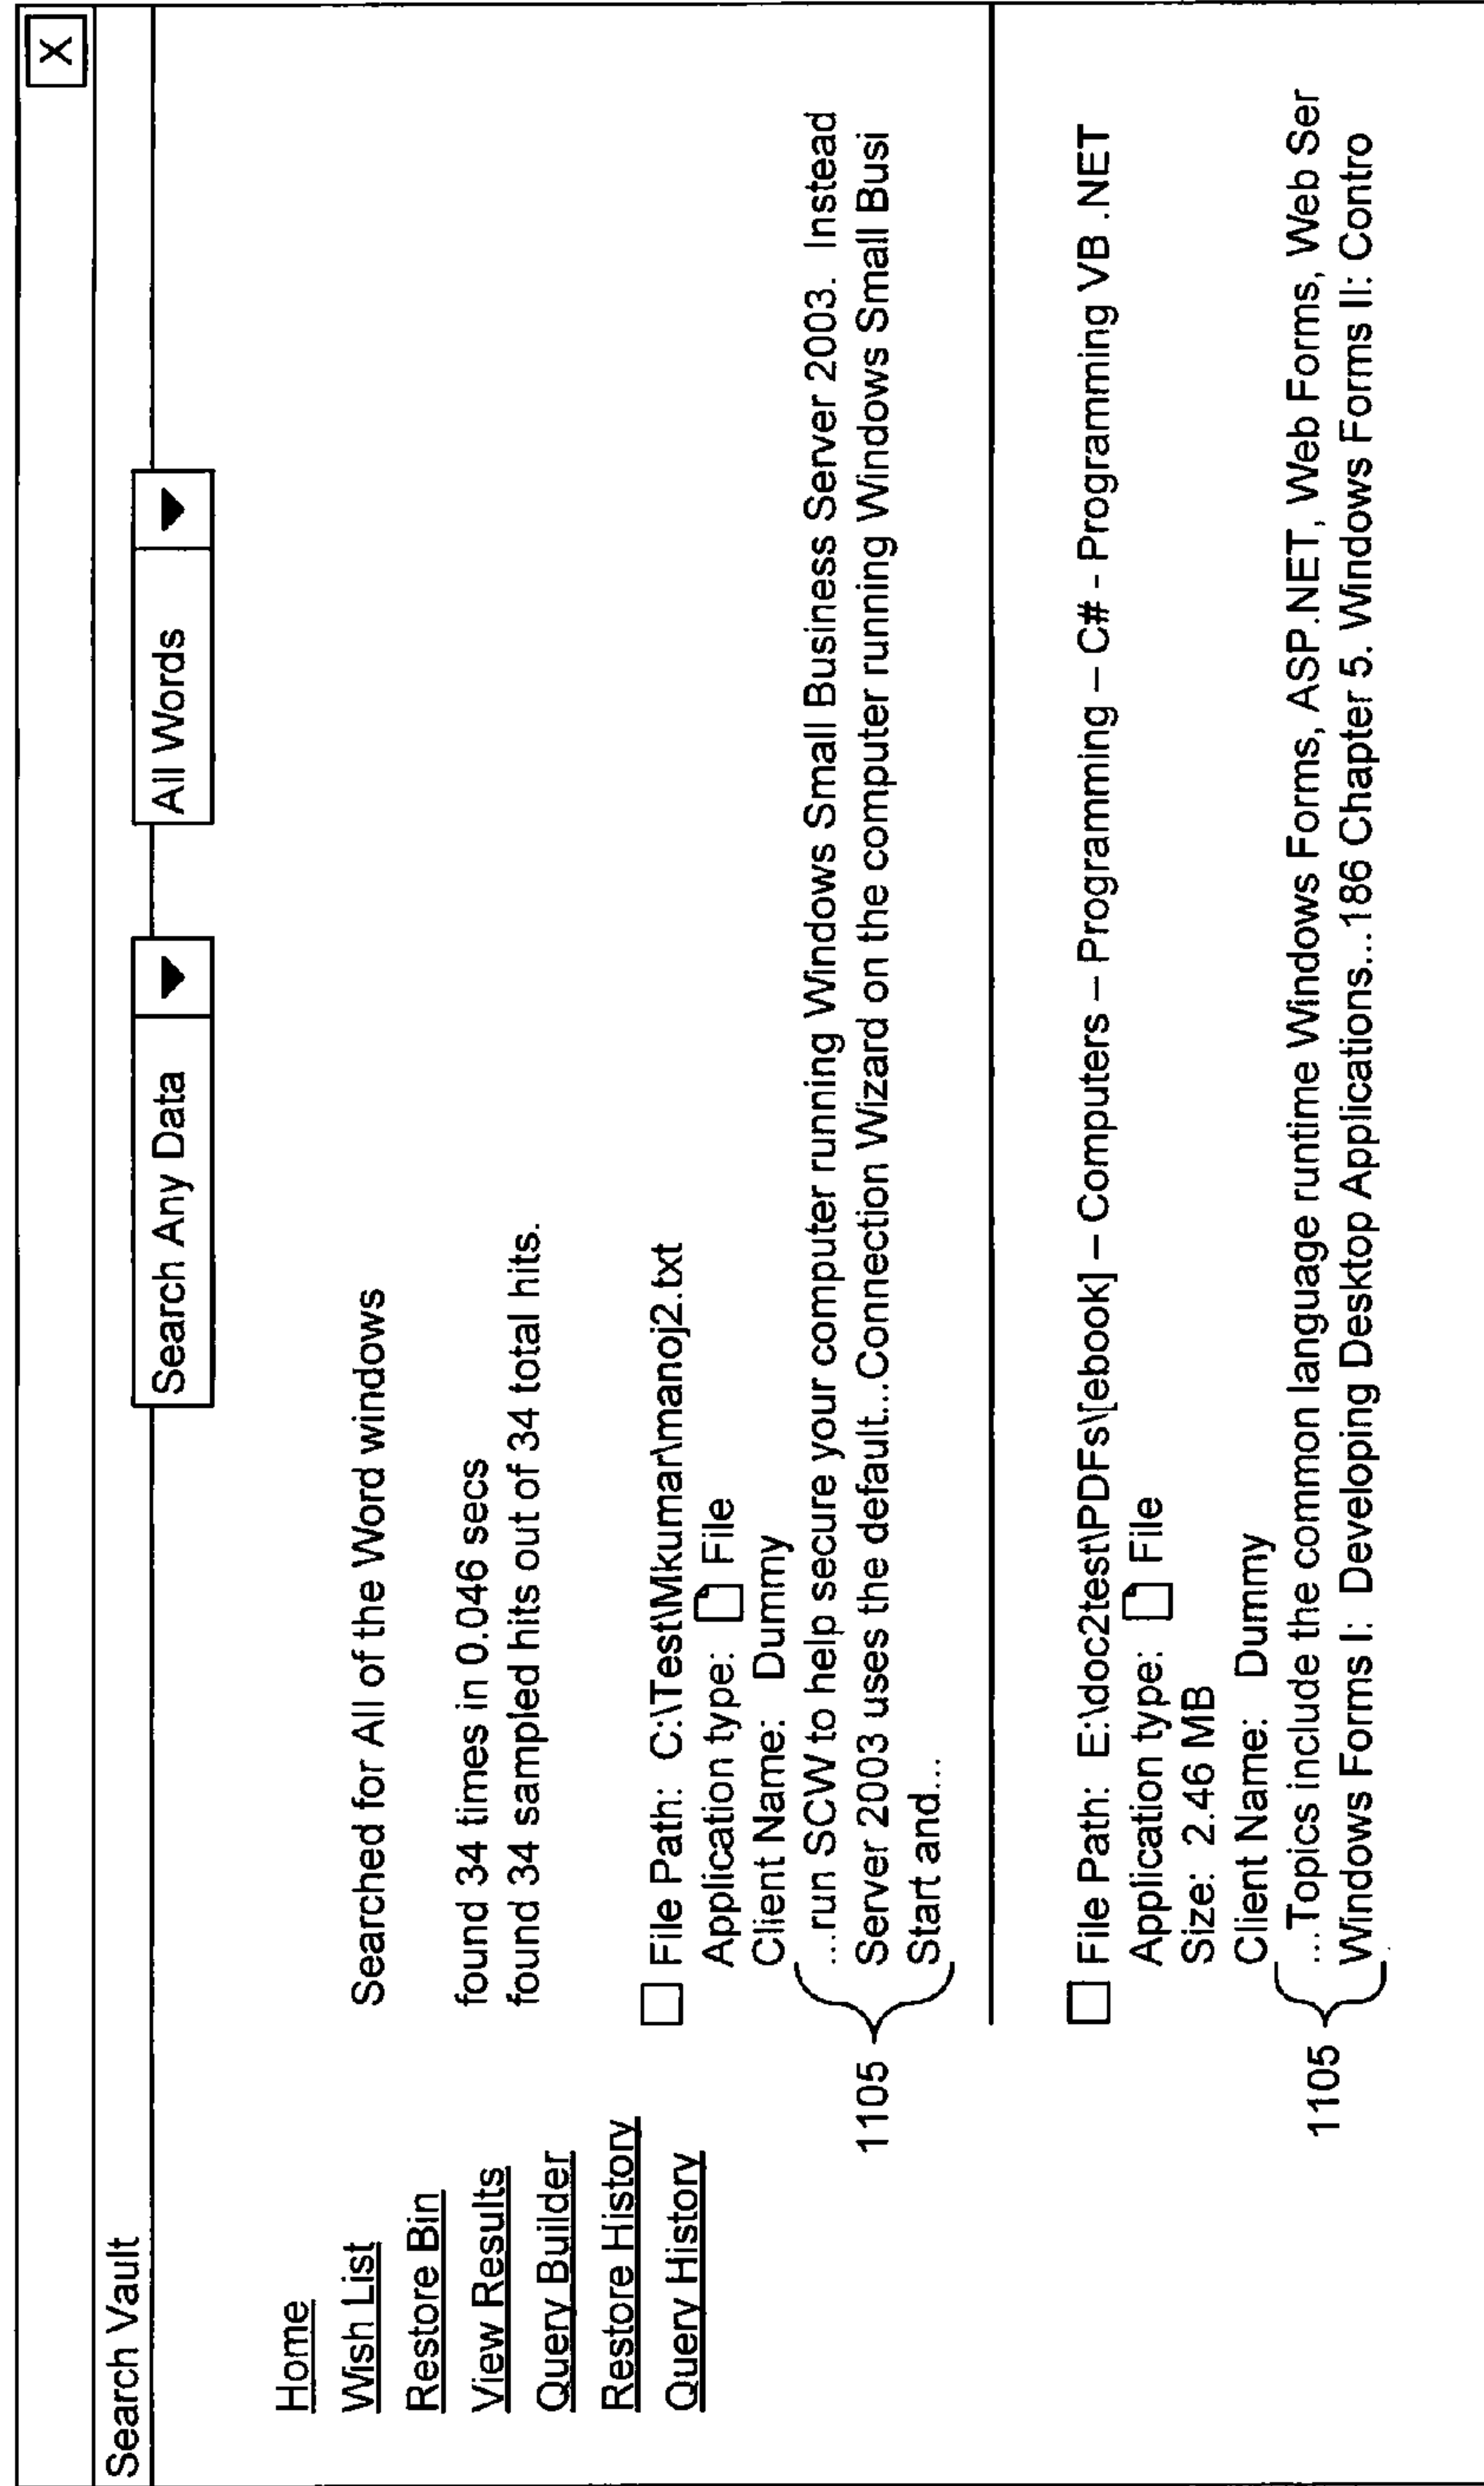 X
Search Vault
Search Any Data
All Words
Home
Wish List
Restore Bin
View Results
Query Builder
Restore History
Query History
Searched for All of the Word windows
found 34 times in 0.046 secs
found 34 sampled hits out of 34 total hits.
File Path: C:\Test\Mkumar\manoj2.txt
Application type: File
Client Name: Dummy
...run SCW to help secure your computer running Windows Small Business Server 2003. Instead
Server 2003 uses the default...Connection Wizard on the computer running Windows Small Busi
Start and...
1105
File Path: E:\doc2test\PDFs\[ebook] – Computers – Programming – C# - Programming VB .NET
Application type: File
Size: 2.46 MB
Client Name: Dummy
...Topics include the common language runtime Windows Forms, ASP.NET, Web Forms, Web Ser
Windows Forms I: Developing Desktop Applications...186 Chapter 5. Windows Forms II: Contro
1105